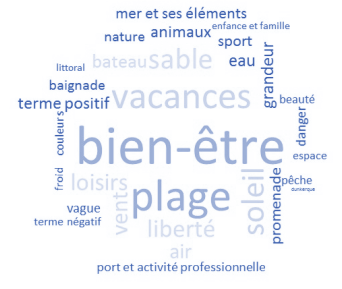 mer et ses éléments
enfance et famille
nature
animaux
sport
bateau
sable
eau
grandeur
littoral
baignade
vacances
beauté
terme positif
couleurs
danger
bien-être
espace
froid
loisirs
plage
soleil
promenade
pêche
dunkerque
vague
vent
liberté
terme négatif
air
port et activité professionnelle